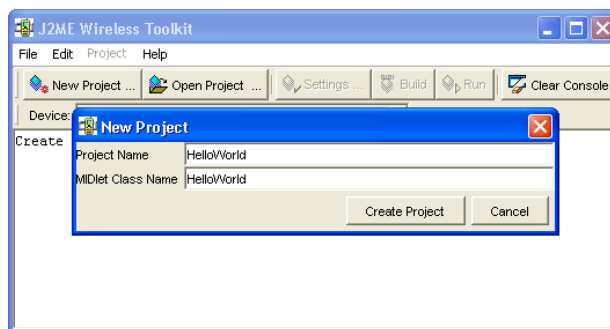 J2ME Wireless Toolkit
File Edit Project Help
New Project ... Open Project ... Settings ... Build Run Clear Console
Device:
Create
New Project
Project Name HelloWorld
MIDlet Class Name HelloWorld
Create Project Cancel